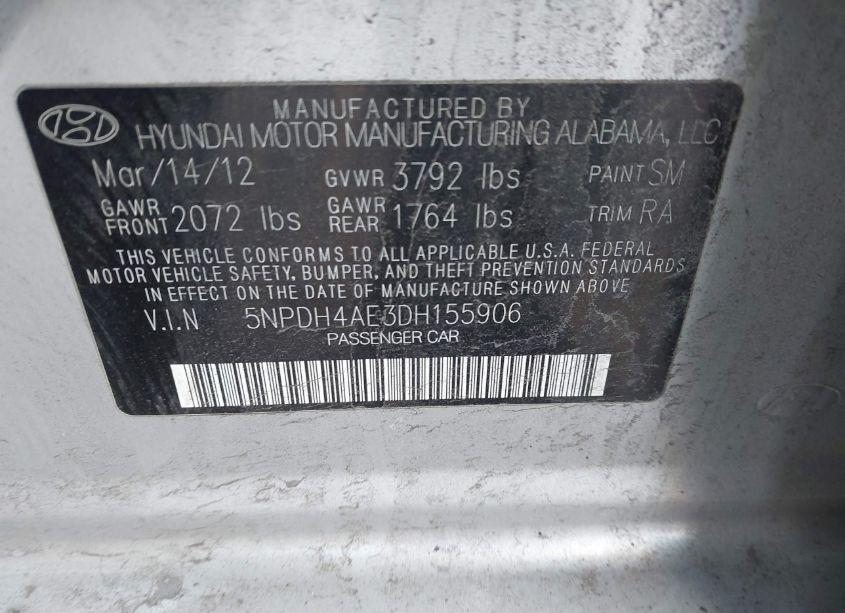 MANUFACTURED BY
HYUNDAI MOTOR MANUFACTURING ALABAMA, LLC
Mar/14/12 GVWR 3792 lbs PAINT SM
GAWR FRONT 2072 lbs GAWR REAR 1764 lbs TRIM RA
THIS VEHICLE CONFORMS TO ALL APPLICABLE U.S.A. FEDERAL
MOTOR VEHICLE SAFETY, BUMPER, AND THEFT PREVENTION STANDARDS
IN EFFECT ON THE DATE OF MANUFACTURE SHOWN ABOVE
V.I.N 5NPDH4AE3DH155906
PASSENGER CAR